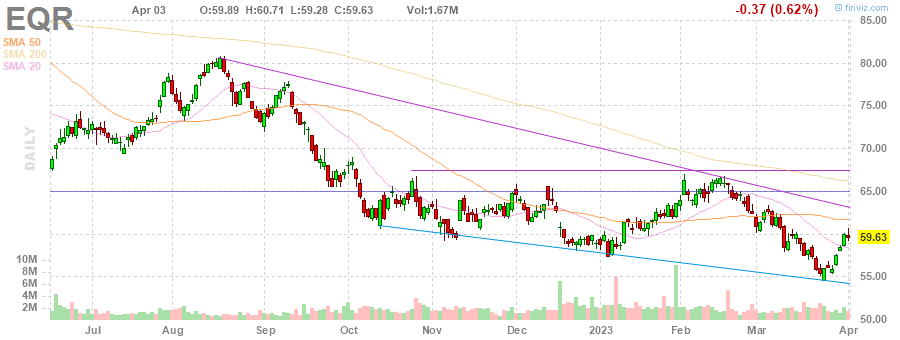 EQR Apr 03 O:59.89 H:60.71 L:59.28 C:59.63 Vol:1.67M -0.37 (0.62%) finviz.com
SMA 50
SMA 200
SMA 20
DAILY
85.00
80.00
75.00
70.00
65.00
60.00
59.63
55.00
50.00
10M
8M
6M
4M
2M
Jul Aug Sep Oct Nov Dec 2023 Feb Mar Apr